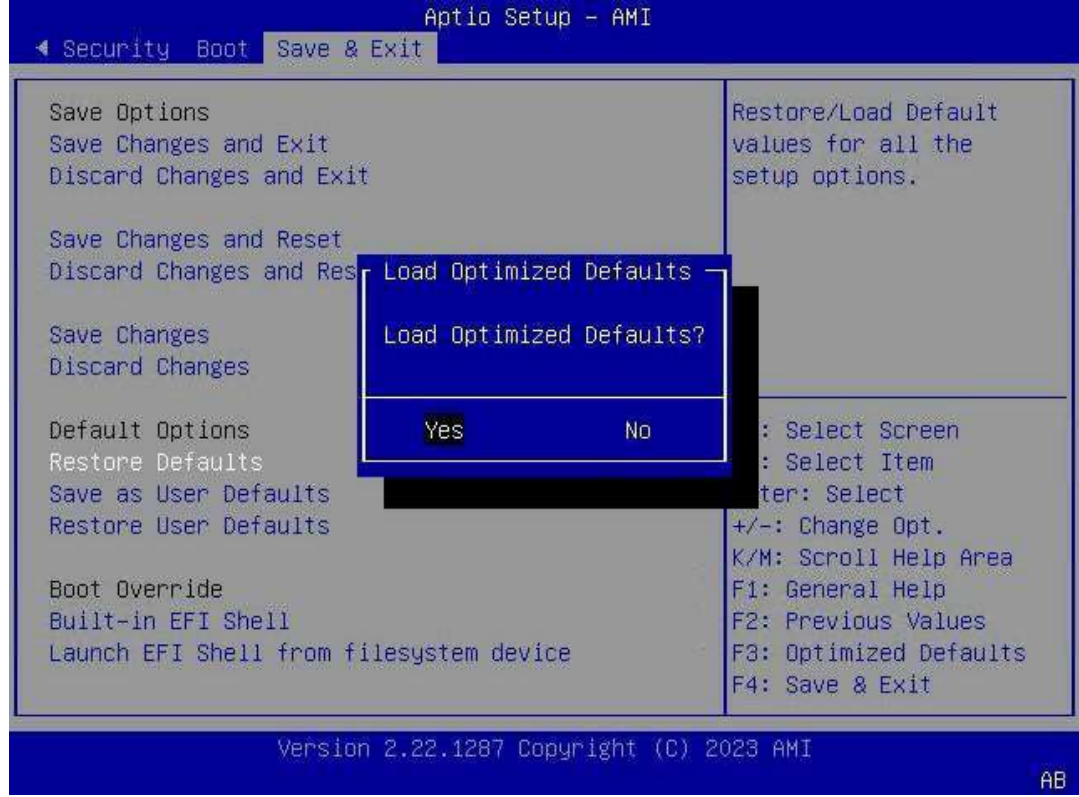 Aptio Setup – AMI
Security Boot Save & Exit
Save Options
Save Changes and Exit
Discard Changes and Exit
Save Changes and Reset
Discard Changes and Res
Save Changes
Discard Changes
Default Options
Restore Defaults
Save as User Defaults
Restore User Defaults
Boot Override
Built-in EFI Shell
Launch EFI Shell from filesystem device
Load Optimized Defaults
Load Optimized Defaults?
Yes No
Restore/Load Default
values for all the
setup options.
: Select Screen
: Select Item
ter: Select
+/-: Change Opt.
K/M: Scroll Help Area
F1: General Help
F2: Previous Values
F3: Optimized Defaults
F4: Save & Exit
Version 2.22.1287 Copyright (C) 2023 AMI
AB